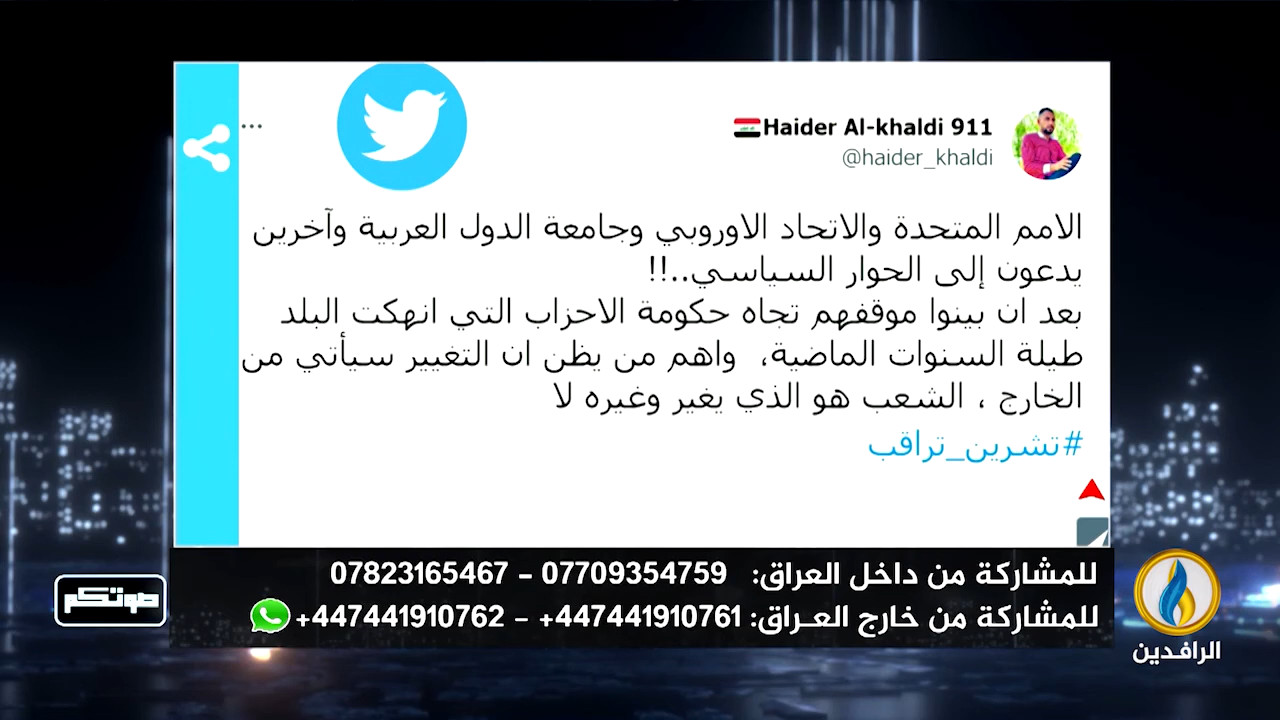 Haider Al-khaldi 911
@haider_khaldi
الامم المتحدة والاتحاد الاوروبي وجامعة الدول العربية وآخرين
يدعون إلى الحوار السياسي..!!
بعد ان بينوا موقفهم تجاه حكومة الاحزاب التي انهكت البلد
طيلة السنوات الماضية، واهم من يظن ان التغيير سيأتي من
الخارج ، الشعب هو الذي يغير وغيره لا
#تشرين_تراقب
للمشاركة من داخل العراق: 07709354759 - 07823165467
للمشاركة من خارج العـراق: 447441910761+ - 447441910762+
صوتكم
الرافدين